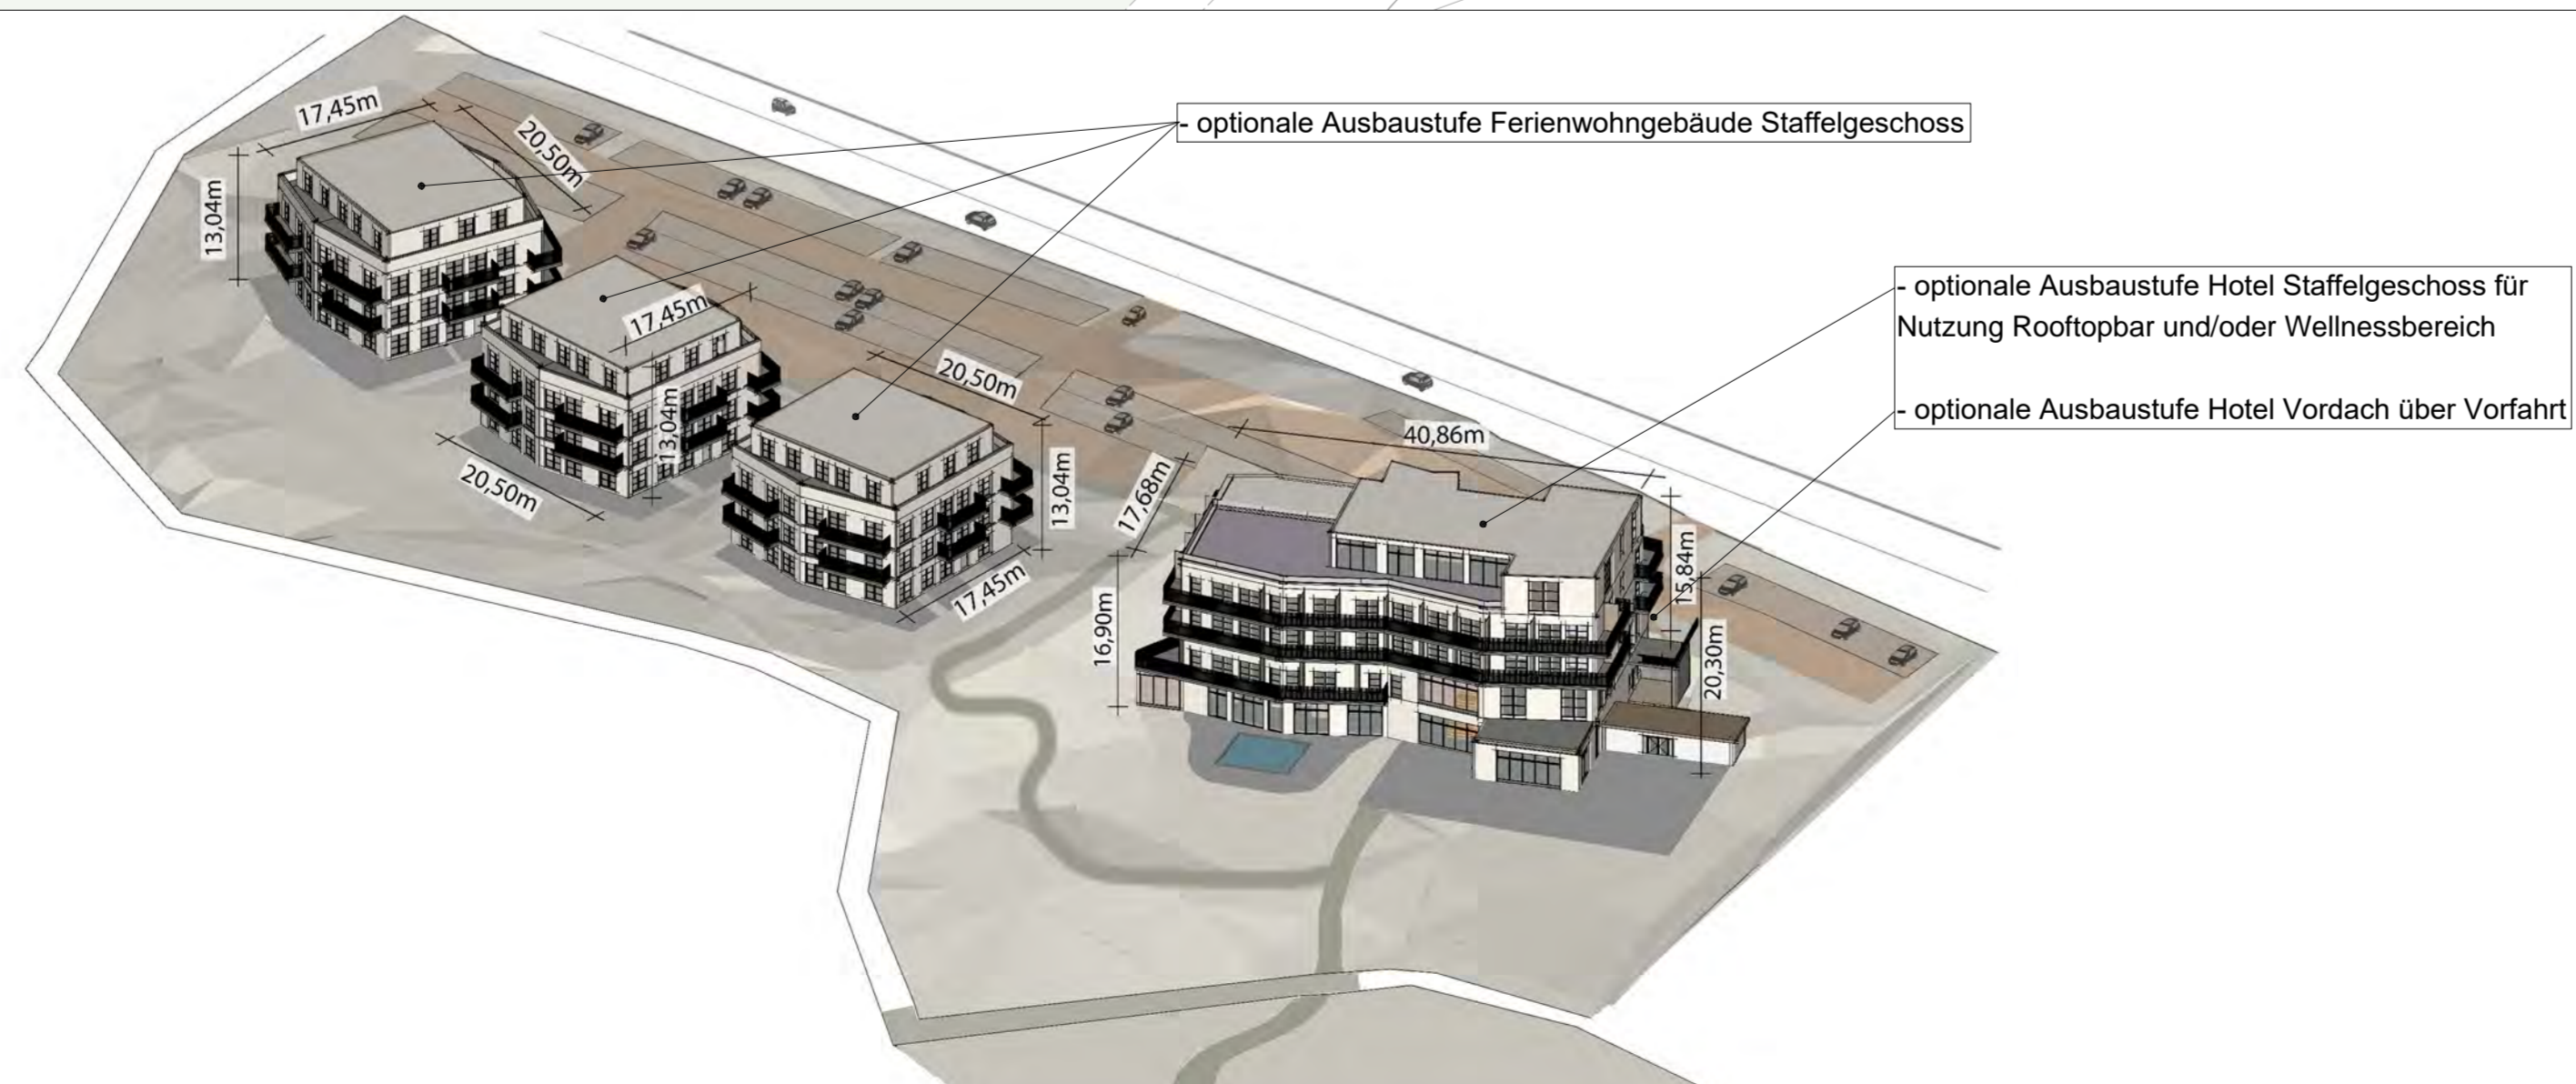 17,45m
20,50m
13,04m
- optionale Ausbaustufe Ferienwohngebäude Staffelgeschoss
17,45m
20,50m
13,04m
20,50m
13,04m
17,45m
17,68m
40,86m
16,90m
15,84m
20,30m
- optionale Ausbaustufe Hotel Staffelgeschoss für
Nutzung Rooftopbar und/oder Wellnessbereich
- optionale Ausbaustufe Hotel Vordach über Vorfahrt